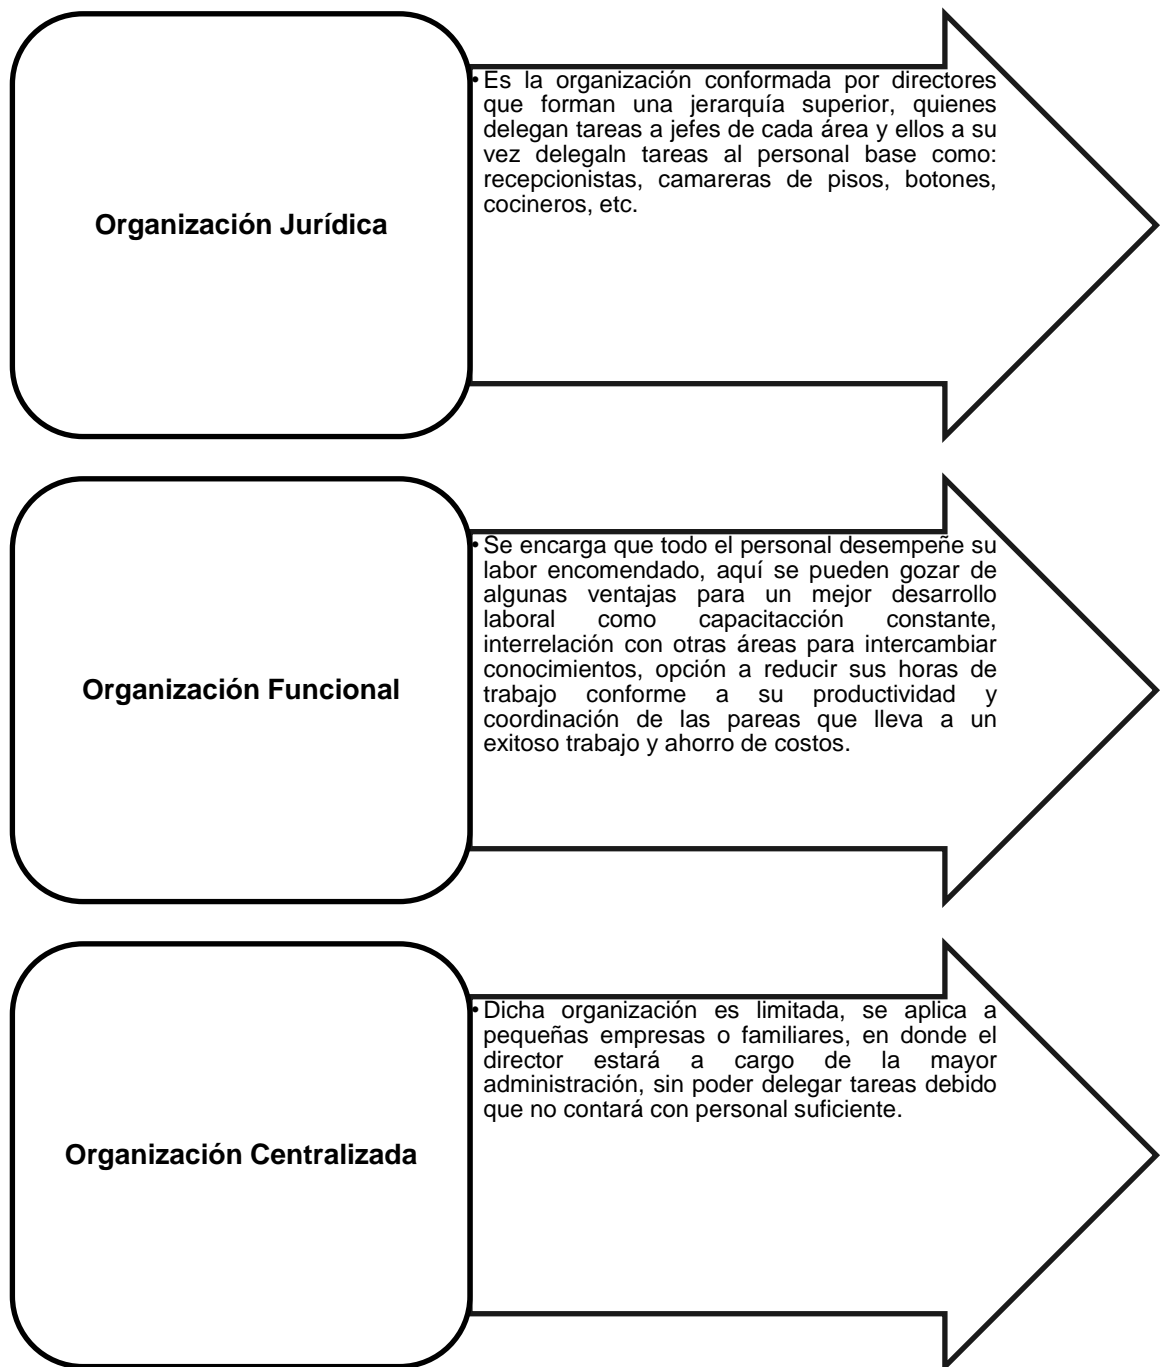 Organización Jurídica
•Es la organización conformada por directores
que forman una jerarquía superior, quienes
delegan tareas a jefes de cada área y ellos a su
vez delegaln tareas al personal base como:
recepcionistas, camareras de pisos, botones,
cocineros, etc.
Organización Funcional
•Se encarga que todo el personal desempeñe su
labor encomendado, aquí se pueden gozar de
algunas ventajas para un mejor desarrollo
laboral como capacitacción constante,
interrelación con otras áreas para intercambiar
conocimientos, opción a reducir sus horas de
trabajo conforme a su productividad y
coordinación de las pareas que lleva a un
exitoso trabajo y ahorro de costos.
Organización Centralizada
•Dicha organización es limitada, se aplica a
pequeñas empresas o familiares, en donde el
director estará a cargo de la mayor
administración, sin poder delegar tareas debido
que no contará con personal suficiente.